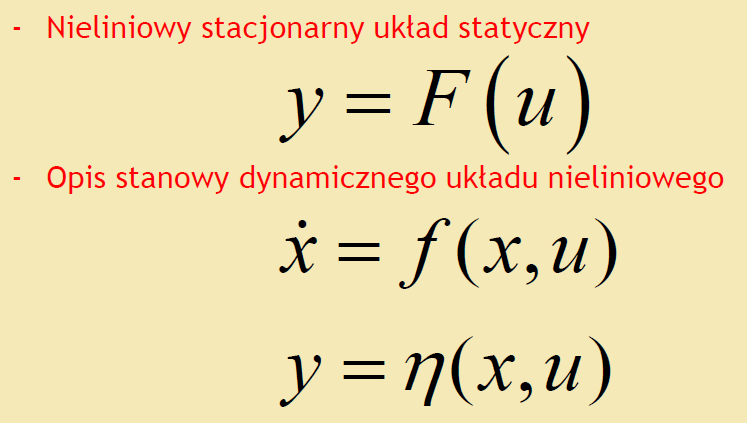 - Nieliniowy stacjonarny układ statyczny
y = F(u)
- Opis stanowy dynamicznego układu nieliniowego
ẋ = f(x,u)
y = η(x,u)